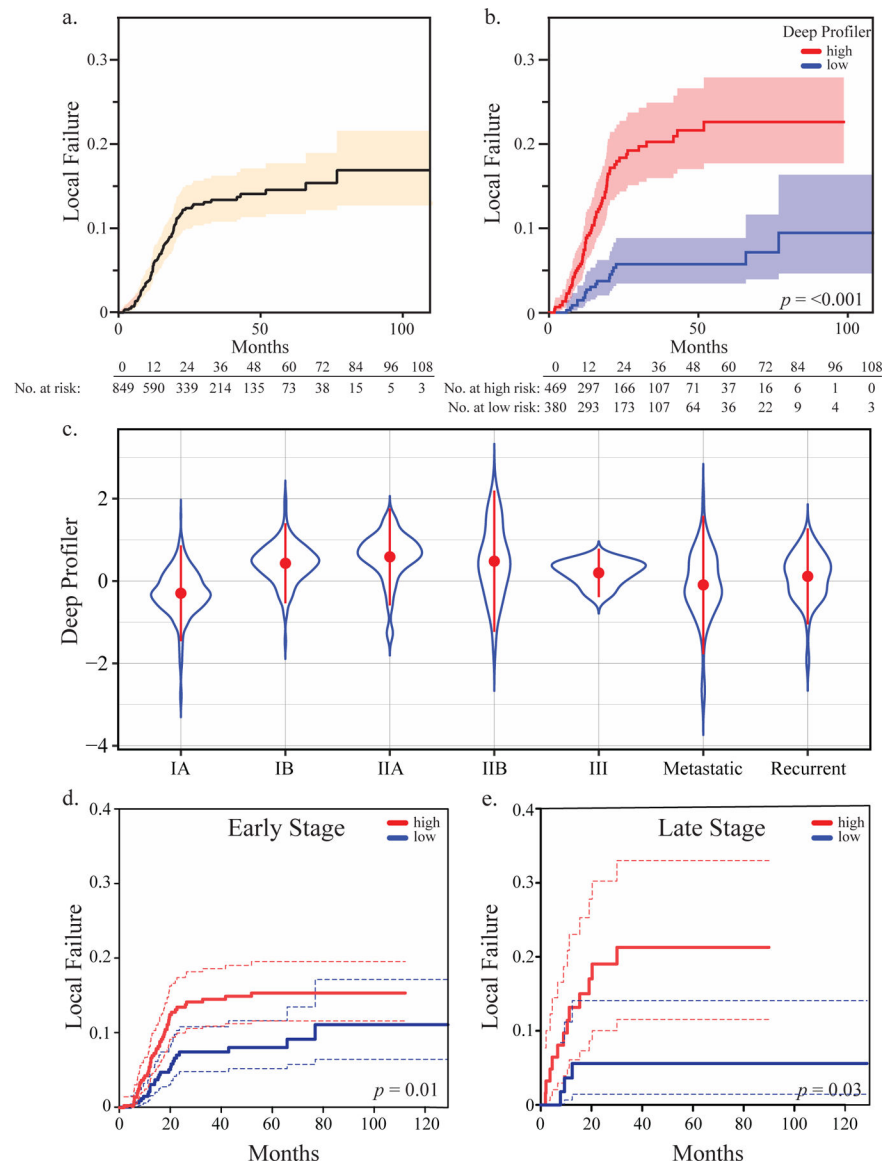 a.
0.3
0.2
0.1
0
Local Failure
0 50 100
Months
0 12 24 36 48 60 72 84 96 108
No. at risk: 849 590 339 214 135 73 38 15 5 3
b.
Deep Profiler
high
low
0.3
0.2
0.1
0
Local Failure
p = <0.001
0 50 100
Months
0 12 24 36 48 60 72 84 96 108
No. at high risk: 469 297 166 107 71 37 16 6 1 0
No. at low risk: 380 293 173 107 64 36 22 9 4 3
c.
2
0
−2
−4
Deep Profiler
IA IB IIA IIB III Metastatic Recurrent
d.
0.4
Early Stage
high
low
0.3
0.2
0.1
0
Local Failure
p = 0.01
0 20 40 60 80 100 120
Months
e.
0.4
Late Stage
high
low
0.3
0.2
0.1
0
Local Failure
p = 0.03
0 20 40 60 80 100 120
Months